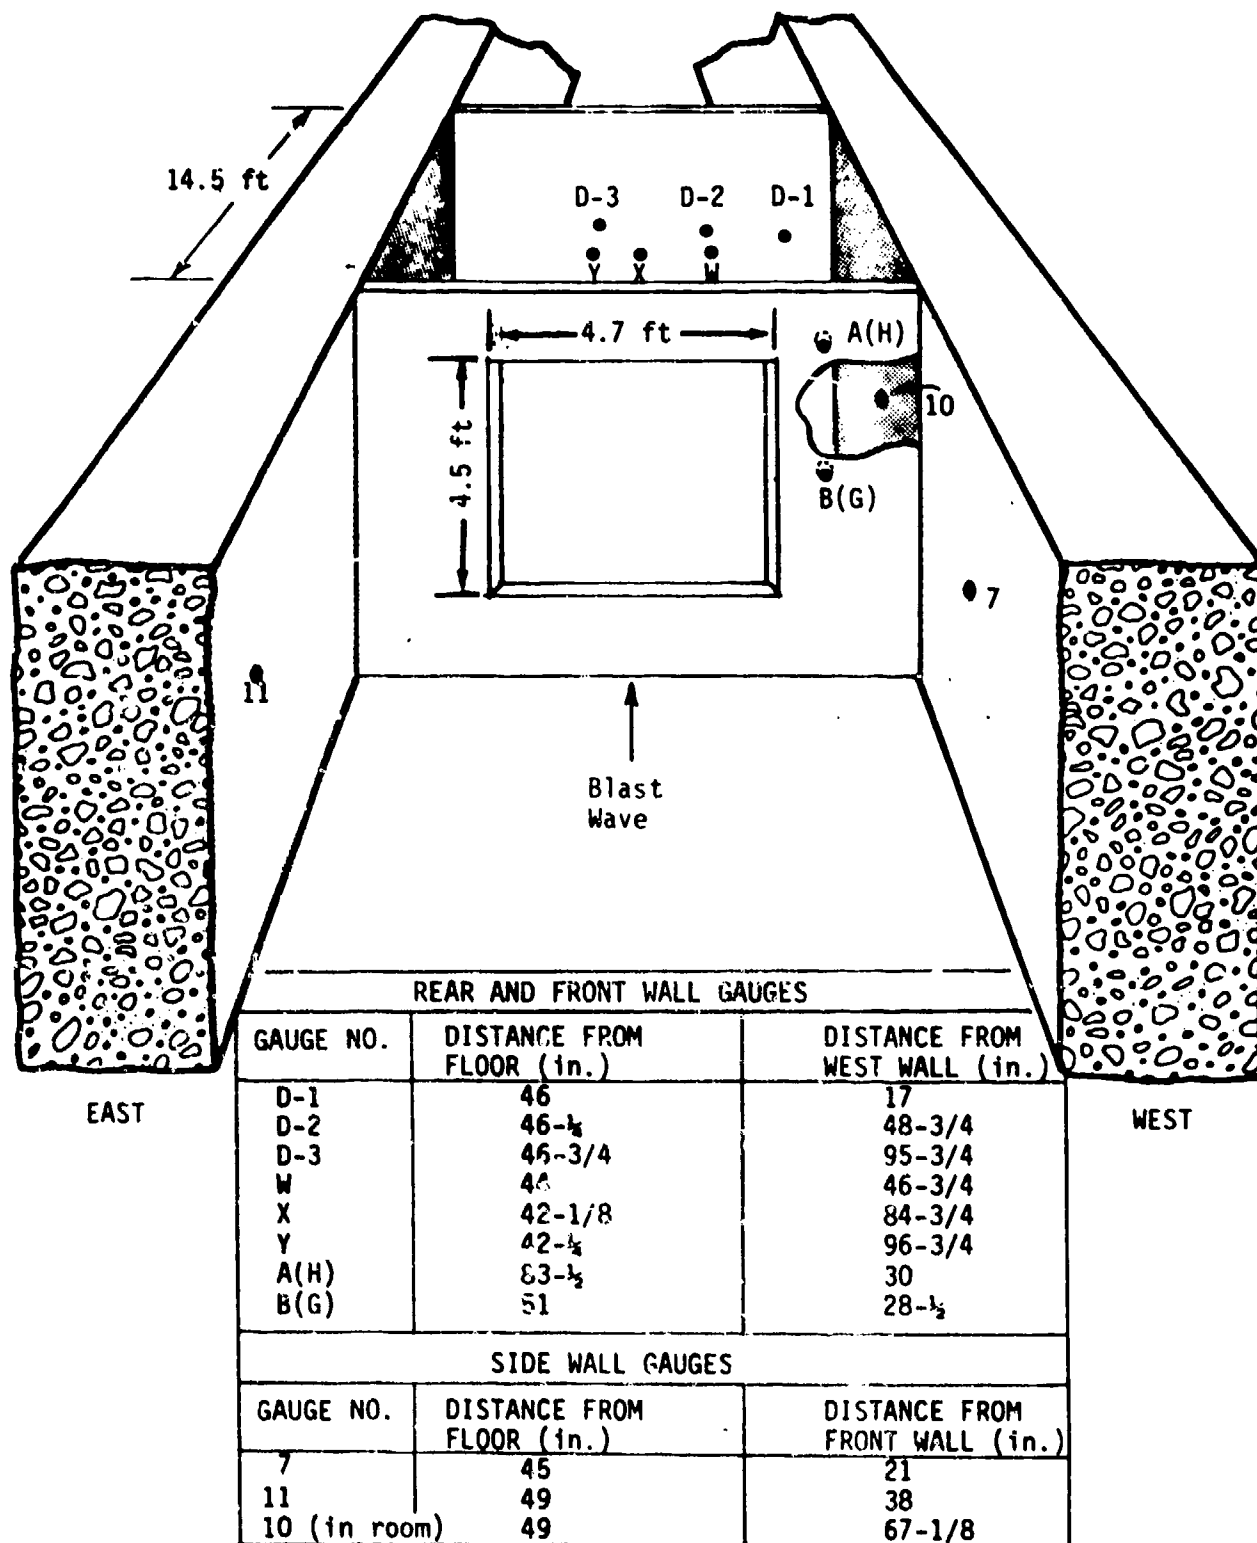 14.5 ft
D-3 D-2 D-1
Y X W
4.7 ft
A(H)
10
4.5 ft
B(G)
7
11
Blast
Wave
EAST
WEST
REAR AND FRONT WALL GAUGES
GAUGE NO. DISTANCE FROM FLOOR (in.) DISTANCE FROM WEST WALL (in.)
D-1 46 17
D-2 48-3/4
D-3 46-3/4 95-3/4
W 46-3/4
X 42-1/8 84-3/4
Y 96-3/4
A(H) 30
B(G) 28-½
SIDE WALL GAUGES
GAUGE NO. DISTANCE FROM FLOOR (in.) DISTANCE FROM FRONT WALL (in.)
7 45 21
11 49 38
10 (in room) 49 67-1/8